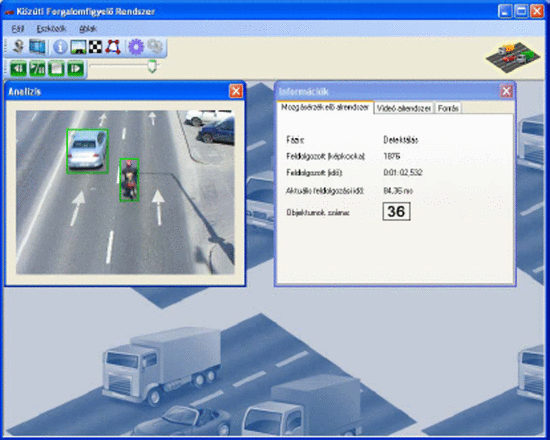 Közúti Forgalomfigyelő Rendszer
Fájl Eszközök Ablak
Analízis
Információk
Mozgásérzékelő alrendszer Videó alrendszer Forrás
Fázis: Detektálás
Feldolgozott (képkocka): 1876
Feldolgozott (idő): 0:01:02,532
Aktuális feldolgozási idő: 84,36 ms
Objektumok száma: 36